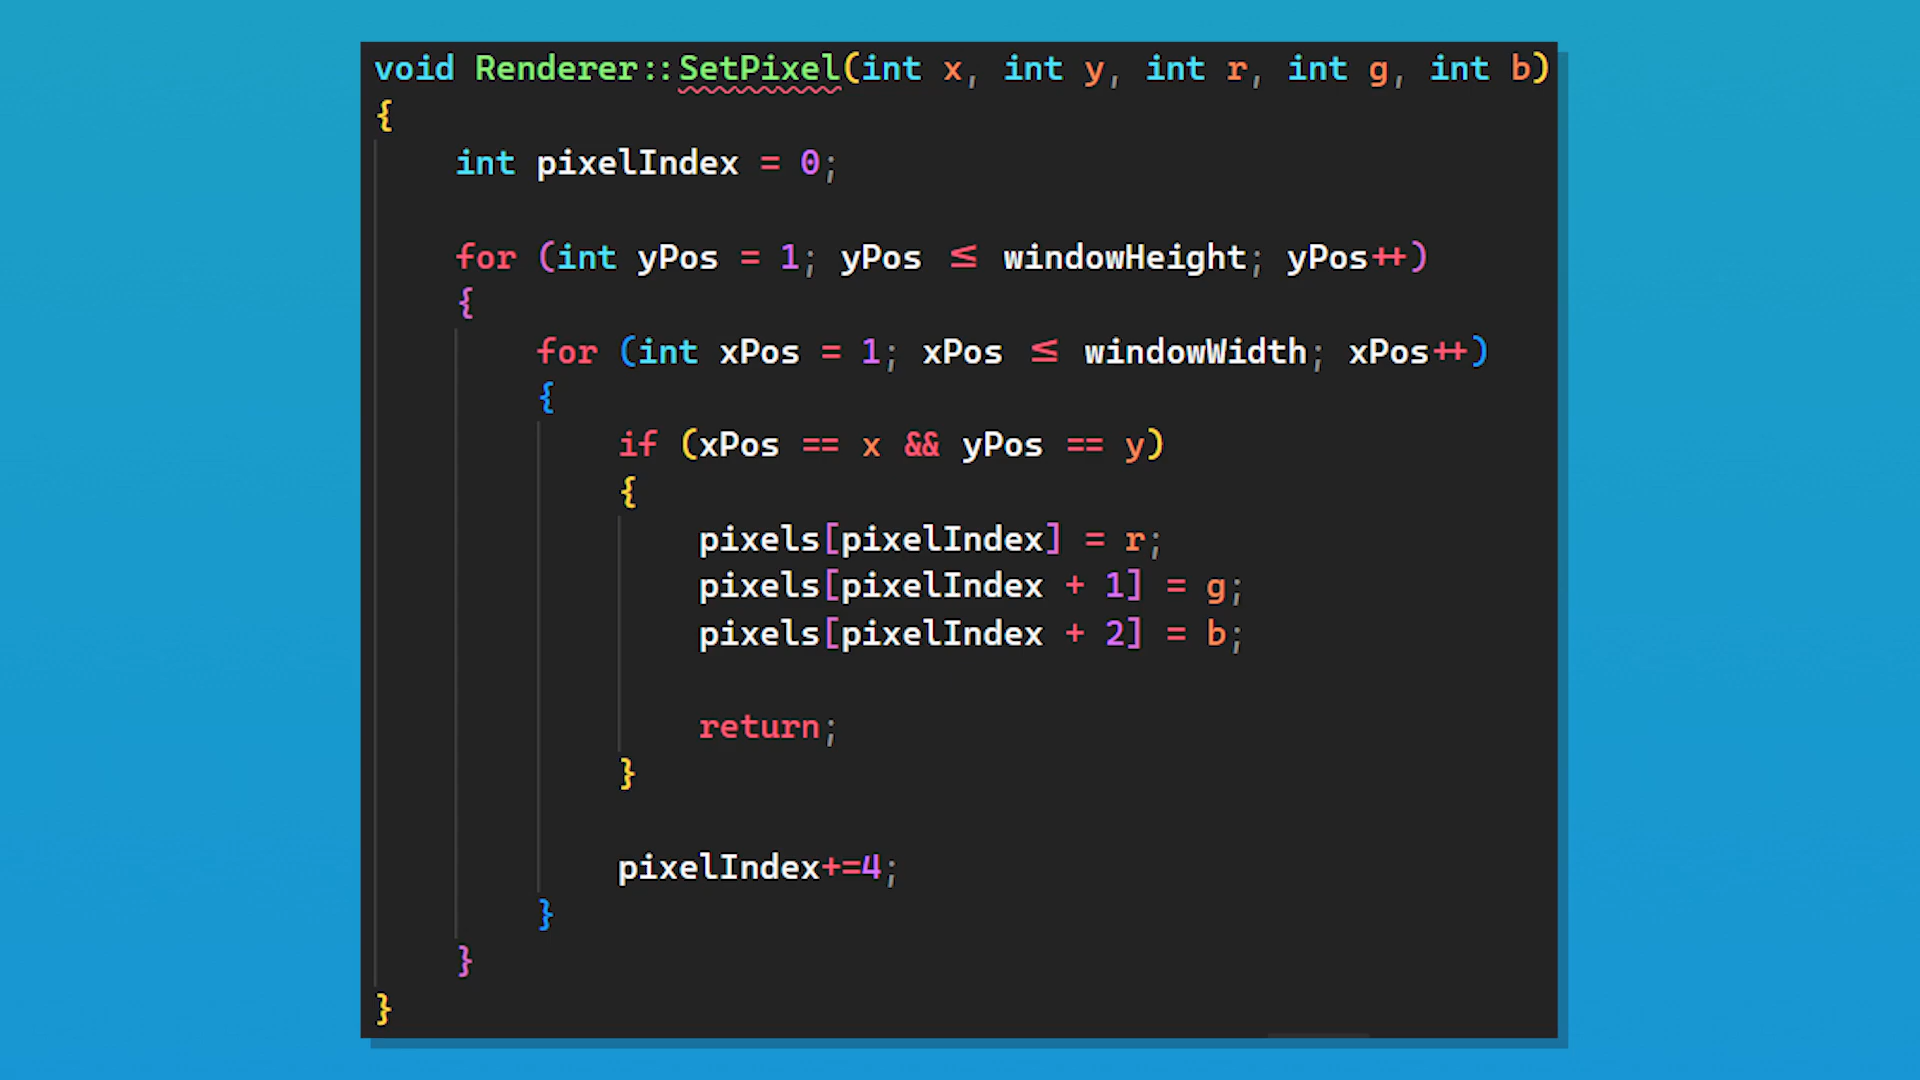 void Renderer::SetPixel(int x, int y, int r, int g, int b)
{
int pixelIndex = 0;
for (int yPos = 1; yPos ≤ windowHeight; yPos++)
{
for (int xPos = 1; xPos ≤ windowWidth; xPos++)
{
if (xPos == x && yPos == y)
{
pixels[pixelIndex] = r;
pixels[pixelIndex + 1] = g;
pixels[pixelIndex + 2] = b;
return;
}
pixelIndex+=4;
}
}
}